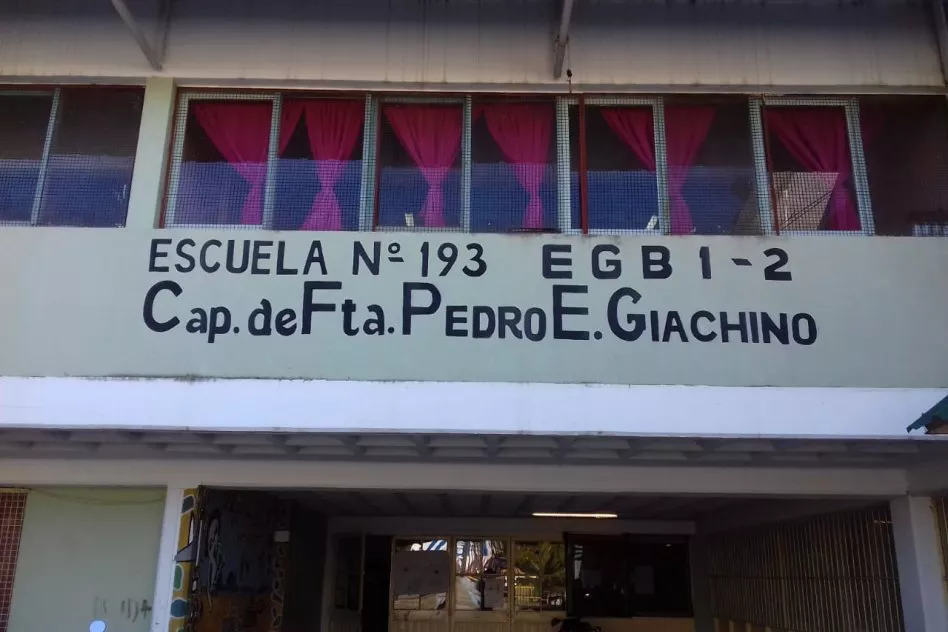 ESCUELA Nº 193 EGB 1-2
Cap. de Fta. PEDRO E. GIACHINO